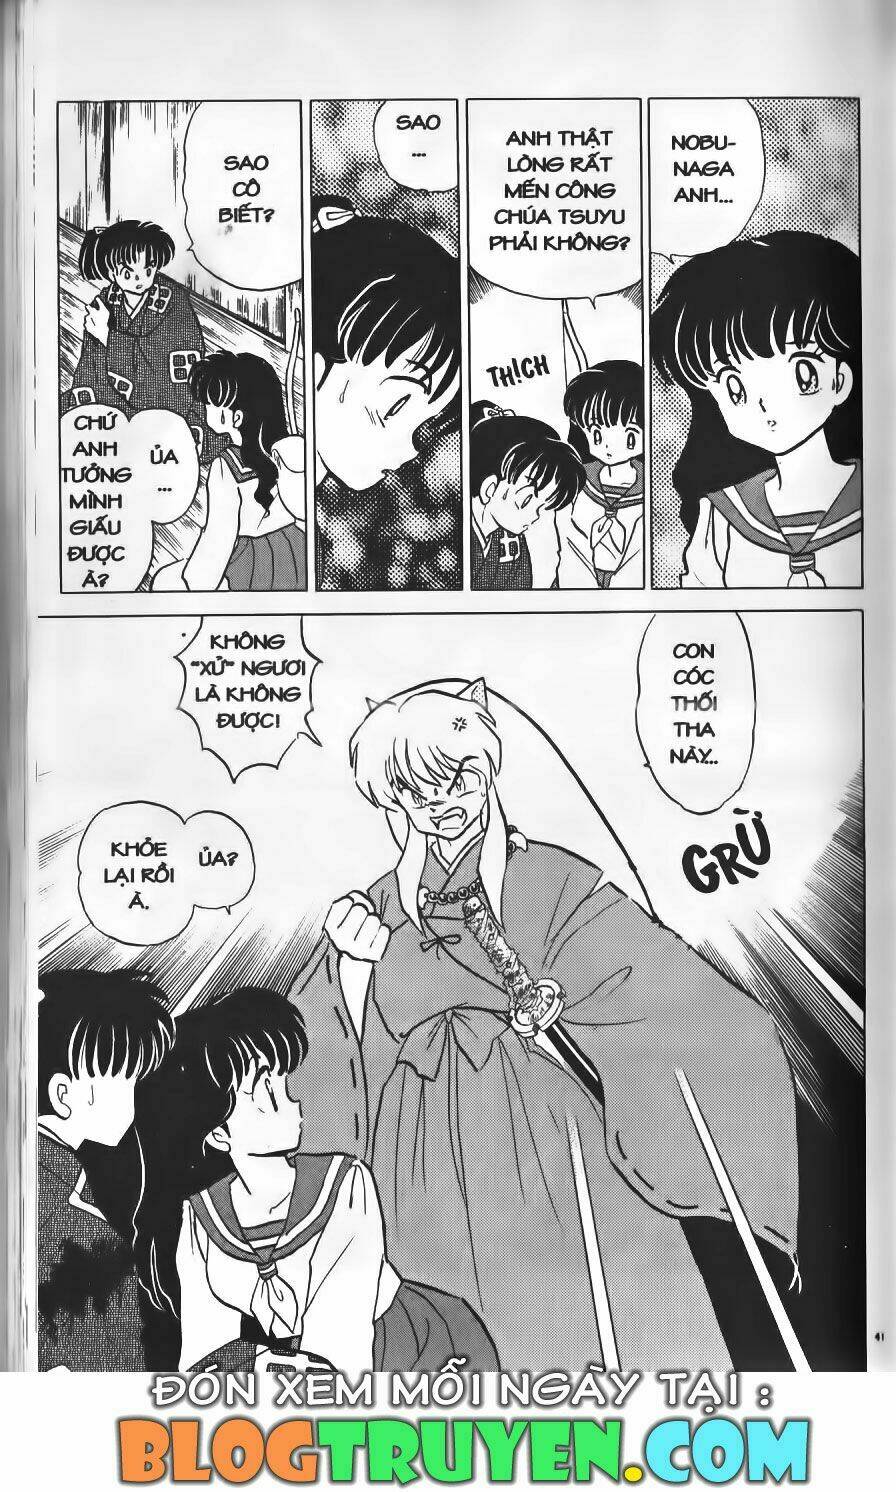 NOBU-
NAGA
ANH...
ANH THẬT
LÒNG RẤT
MẾN CÔNG
CHÚA TSUYU
PHẢI KHÔNG?
THỊCH
SAO
...
SAO
CÔ
BIẾT?
ỦA
...
CHỨ
ANH
TƯỞNG
MÌNH
GIẤU
ĐƯỢC
À?
CON
CÓC
THỐI
THA
NÀY...
GRỪ
KHÔNG
"XỬ" NGƯƠI
LÀ KHÔNG
ĐƯỢC!
ỦA?
KHỎE
LẠI RỒI
À.
41
ĐÓN XEM MỖI NGÀY TẠI :
BLOGTRUYEN.COM